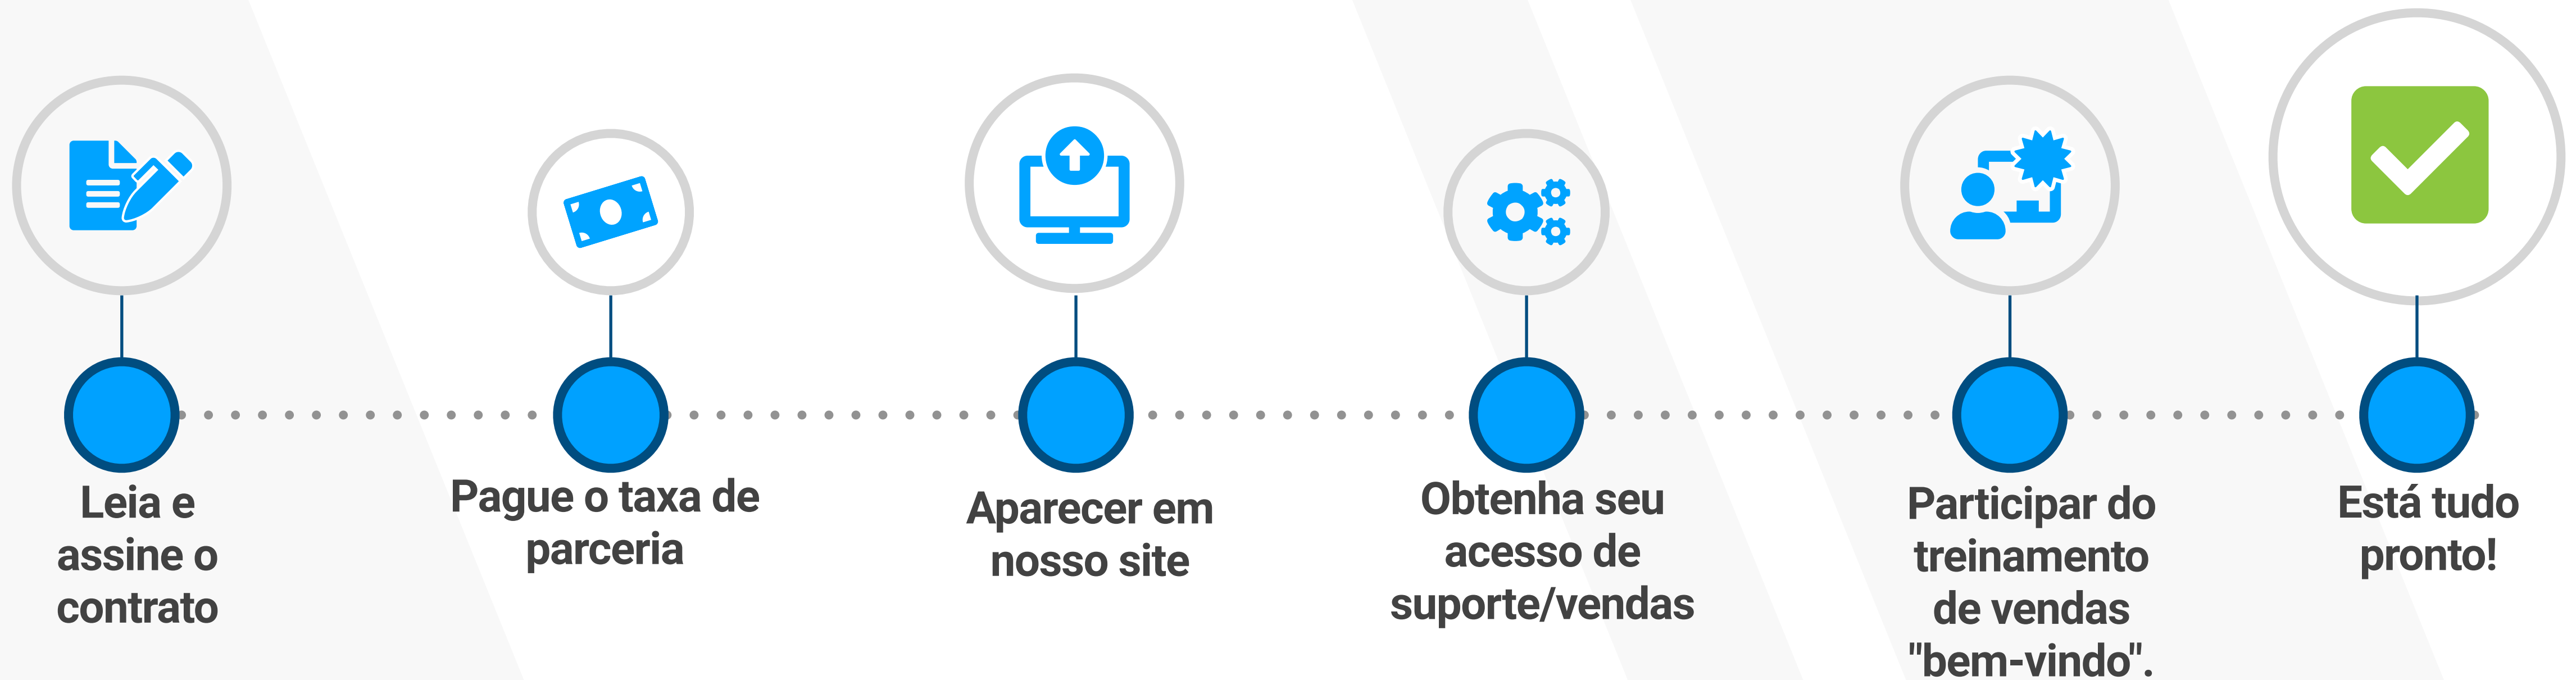 Leia e
assine o
contrato
Pague o taxa de
parceria
Aparecer em
nosso site
Obtenha seu
acesso de
suporte/vendas
Participar do
treinamento
de vendas
"bem-vindo".
Está tudo
pronto!